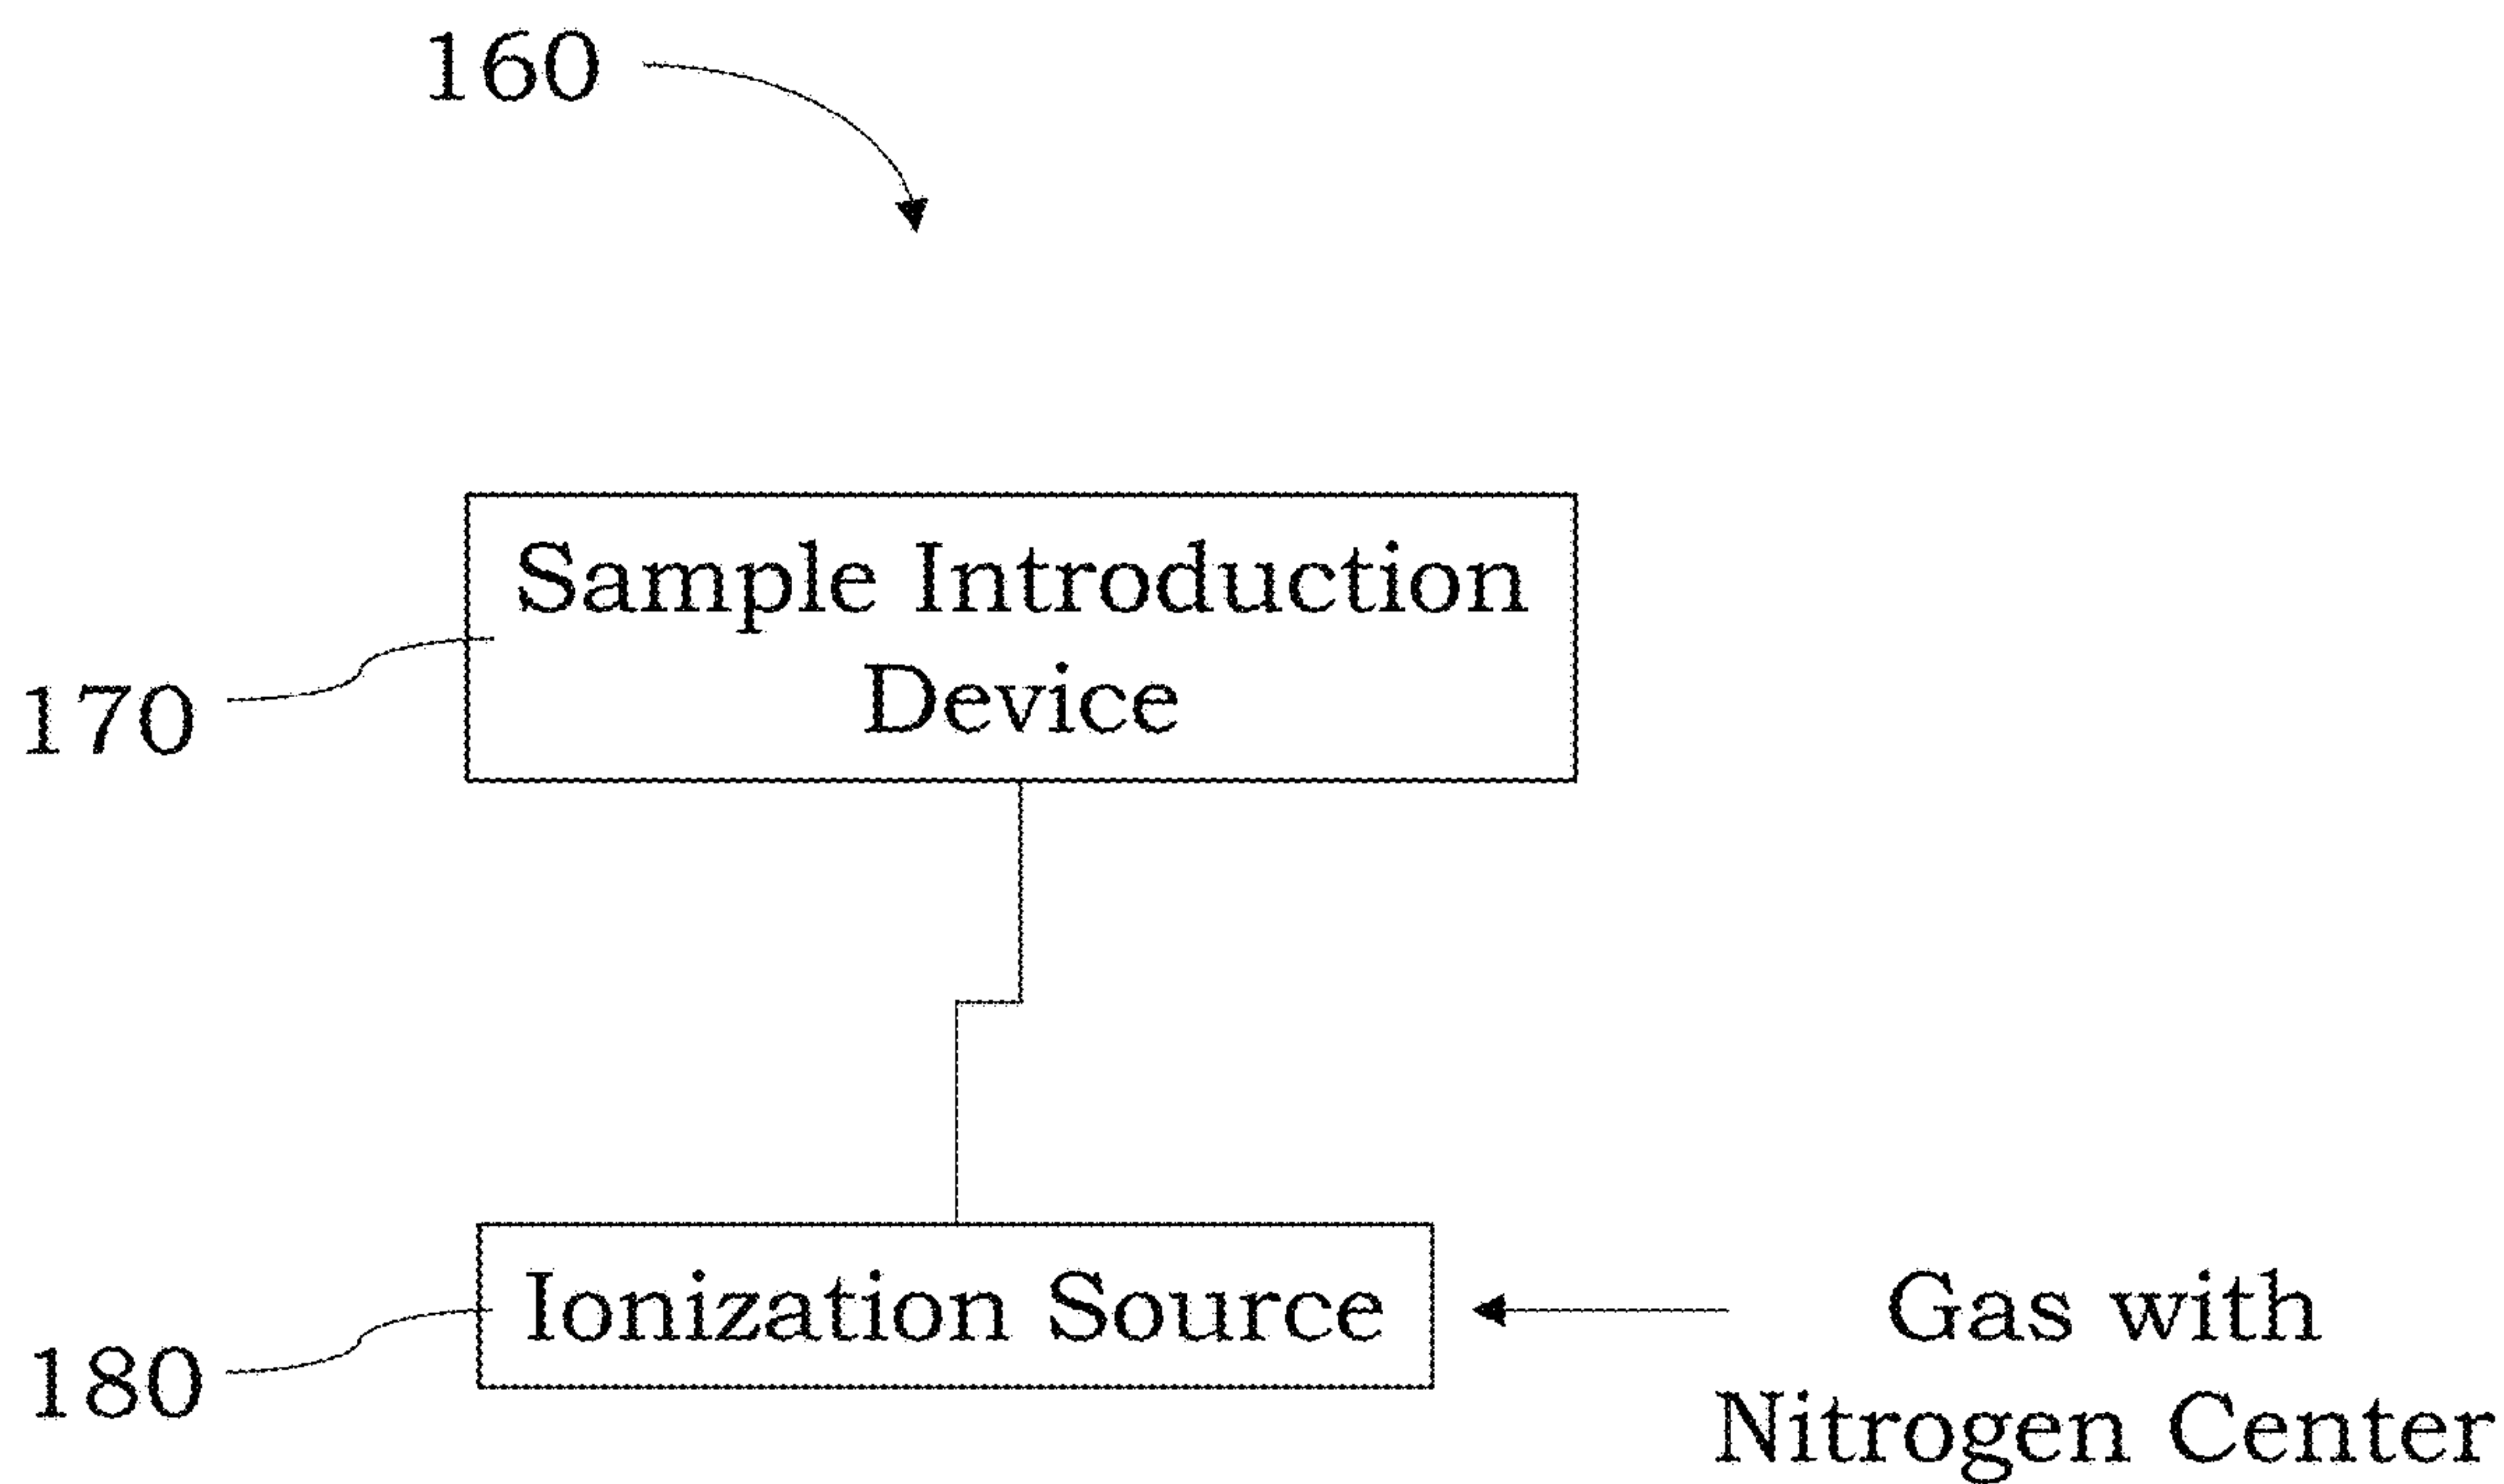 160
Sample Introduction
Device
170
Ionization Source
180
Gas with
Nitrogen Center